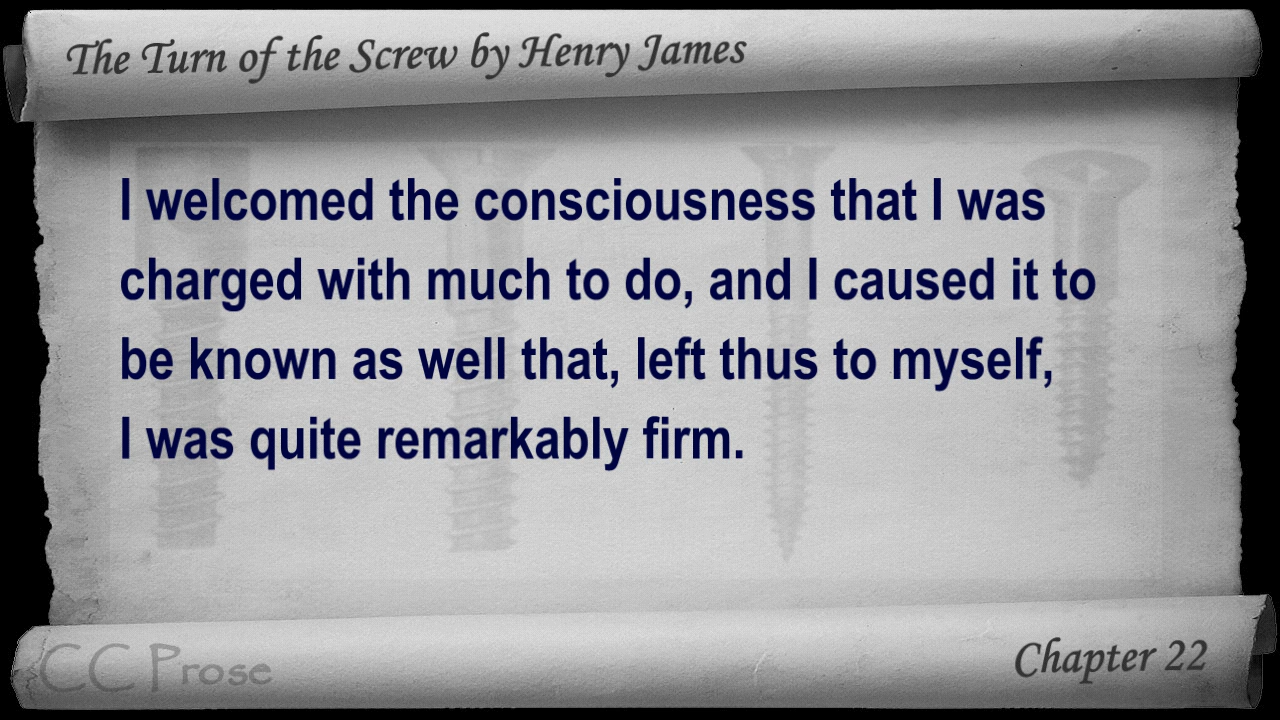 The Turn of the Screw by Henry James
I welcomed the consciousness that I was
charged with much to do, and I caused it to
be known as well that, left thus to myself,
I was quite remarkably firm.
CC Prose
Chapter 22